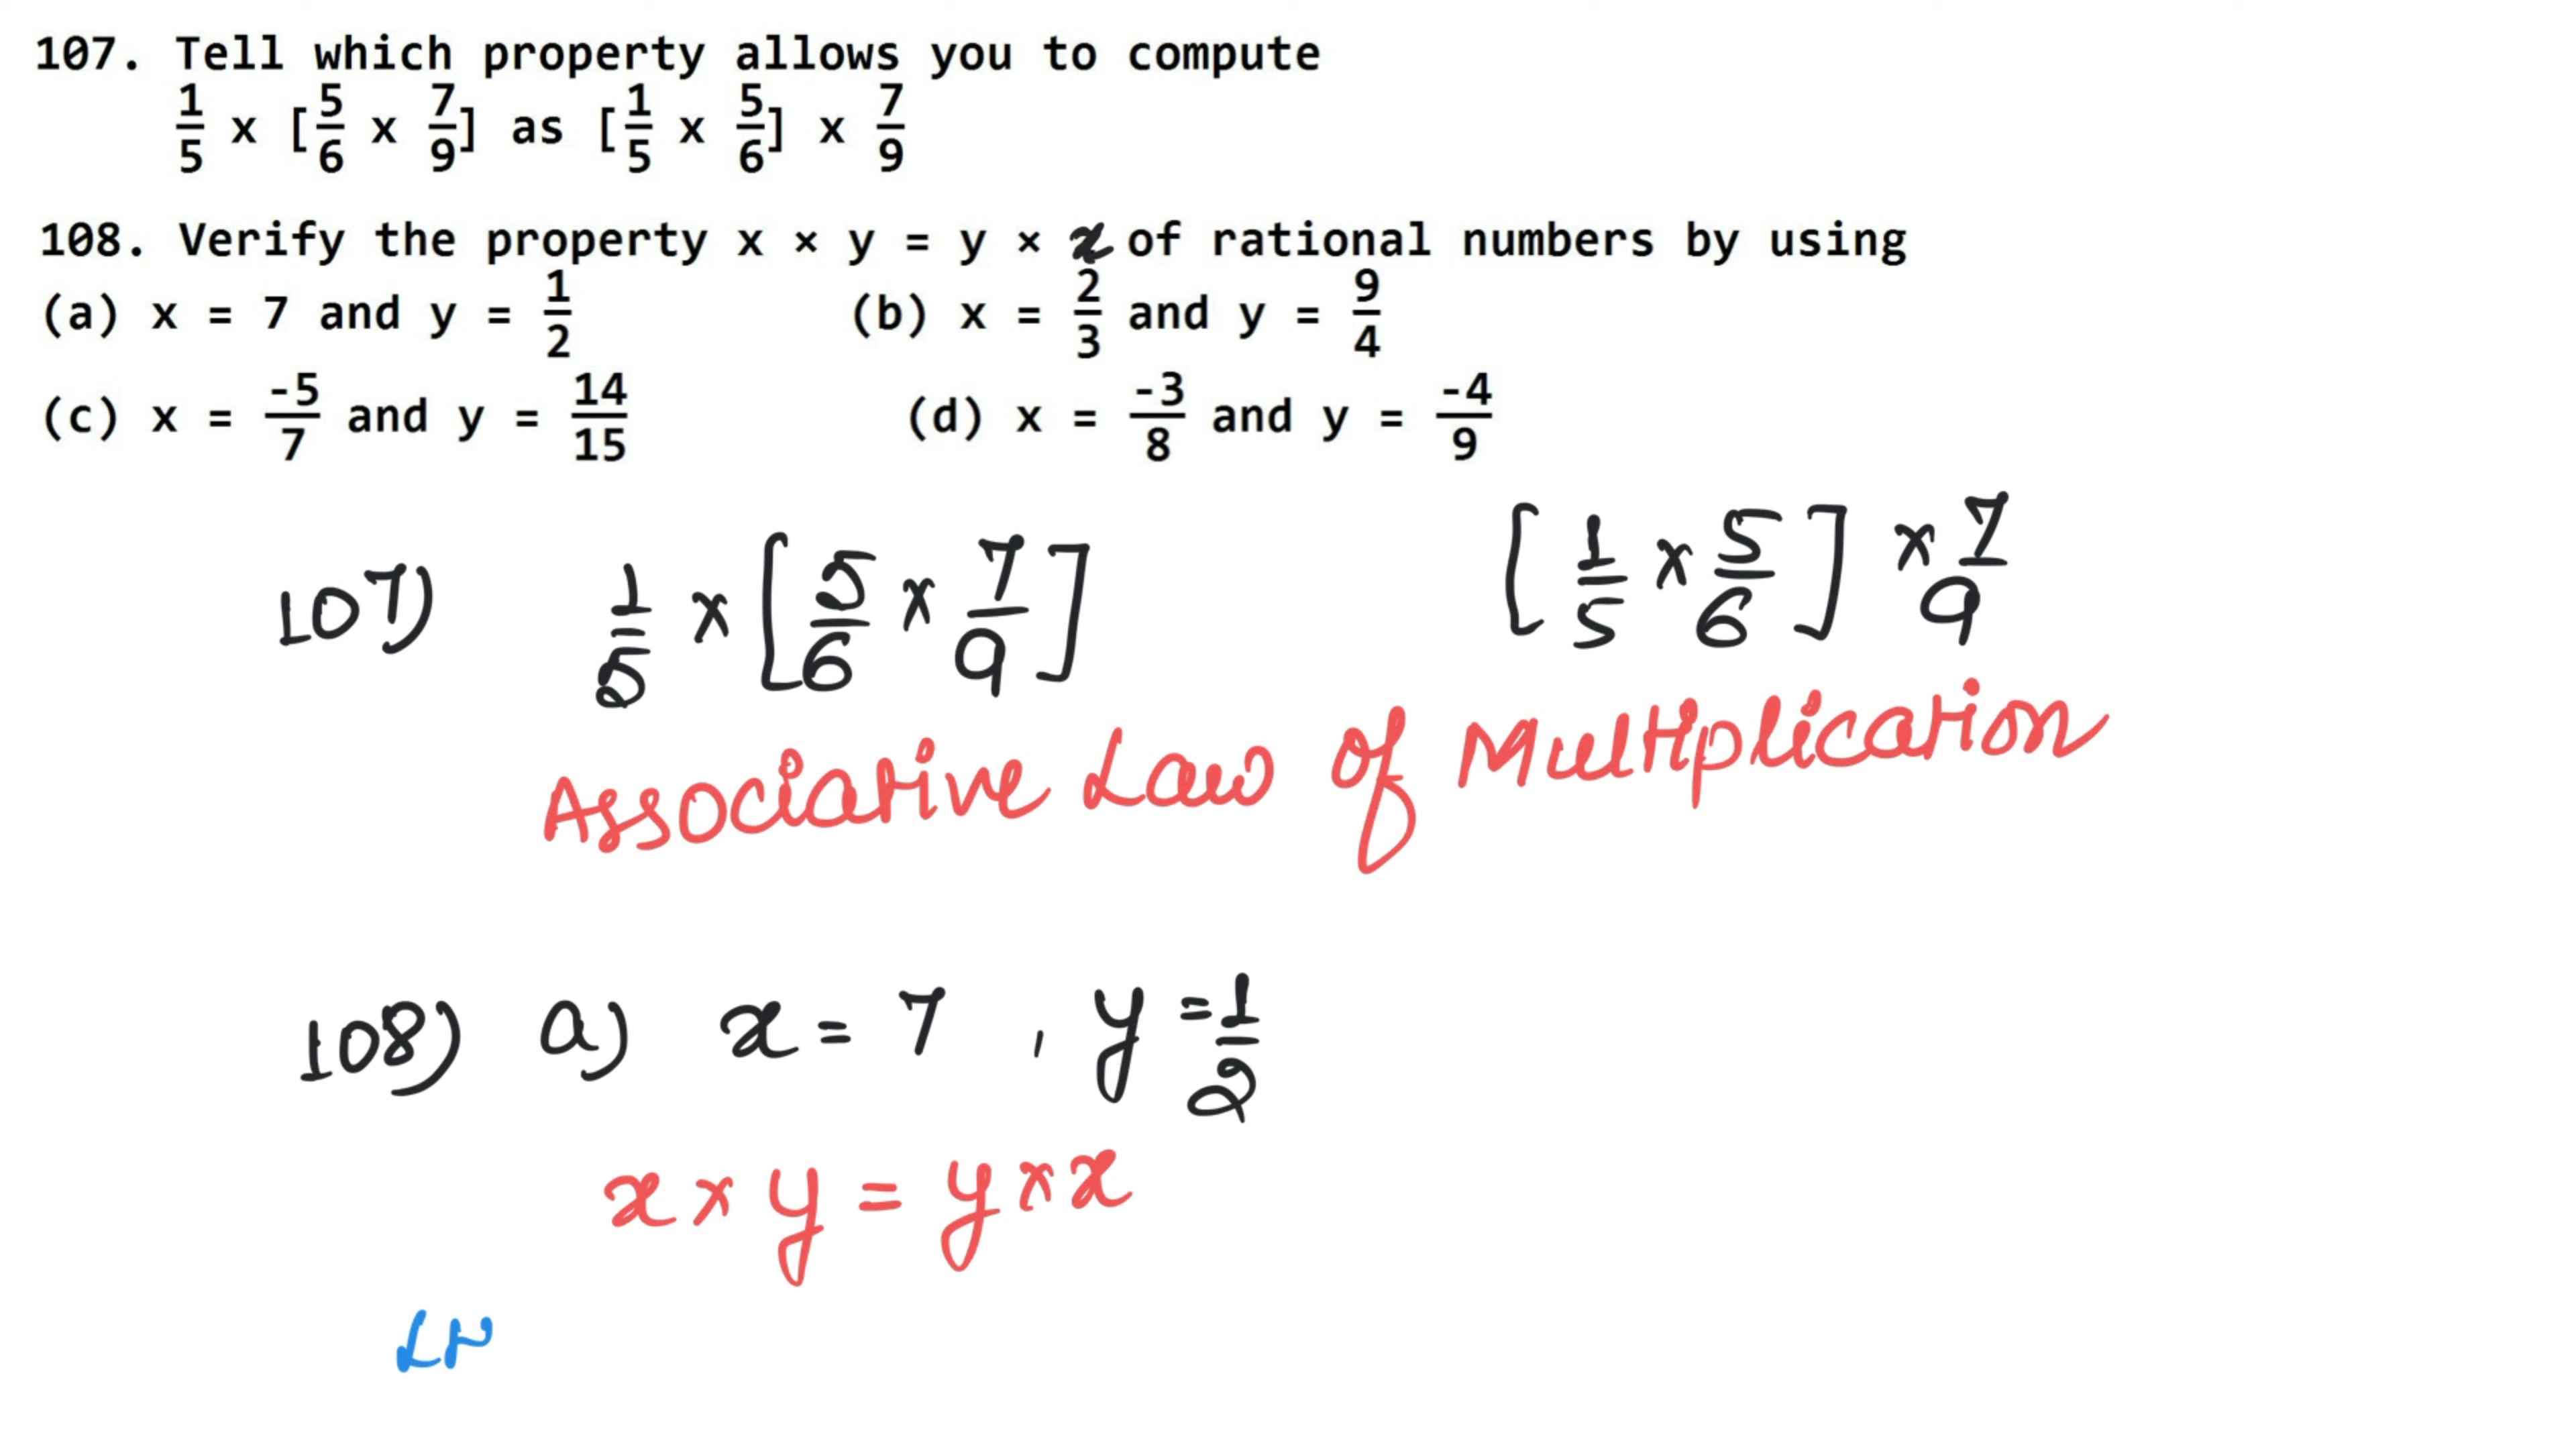 107. Tell which property allows you to compute
1/5 x [5/6 x 7/9] as [1/5 x 5/6] x 7/9
108. Verify the property x × y = y × x of rational numbers by using
(a) x = 7 and y = 1/2 (b) x = 2/3 and y = 9/4
(c) x = -5/7 and y = 14/15 (d) x = -3/8 and y = -4/9
107) 1/5 x [5/6 x 7/9] [1/5 x 5/6] x 7/9
Associative Law of Multiplication
108) a) x = 7 , y = 1/2
x × y = y × x